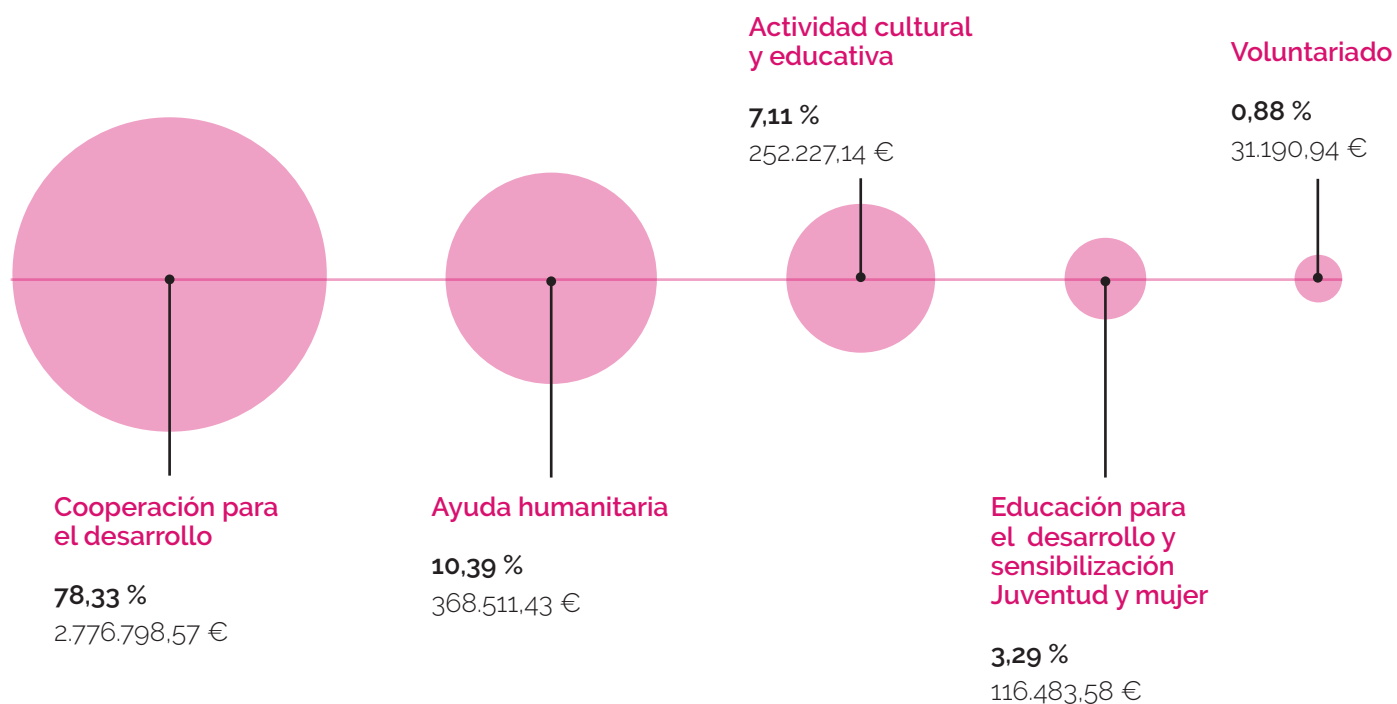 Actividad cultural
y educativa
7,11 %
252.227,14 €
Voluntariado
0,88 %
31.190,94 €
Cooperación para
el desarrollo
78,33 %
2.776.798,57 €
Ayuda humanitaria
10,39 %
368.511,43 €
Educación para
el  desarrollo y
sensibilización
Juventud y mujer
3,29 %
116.483,58 €